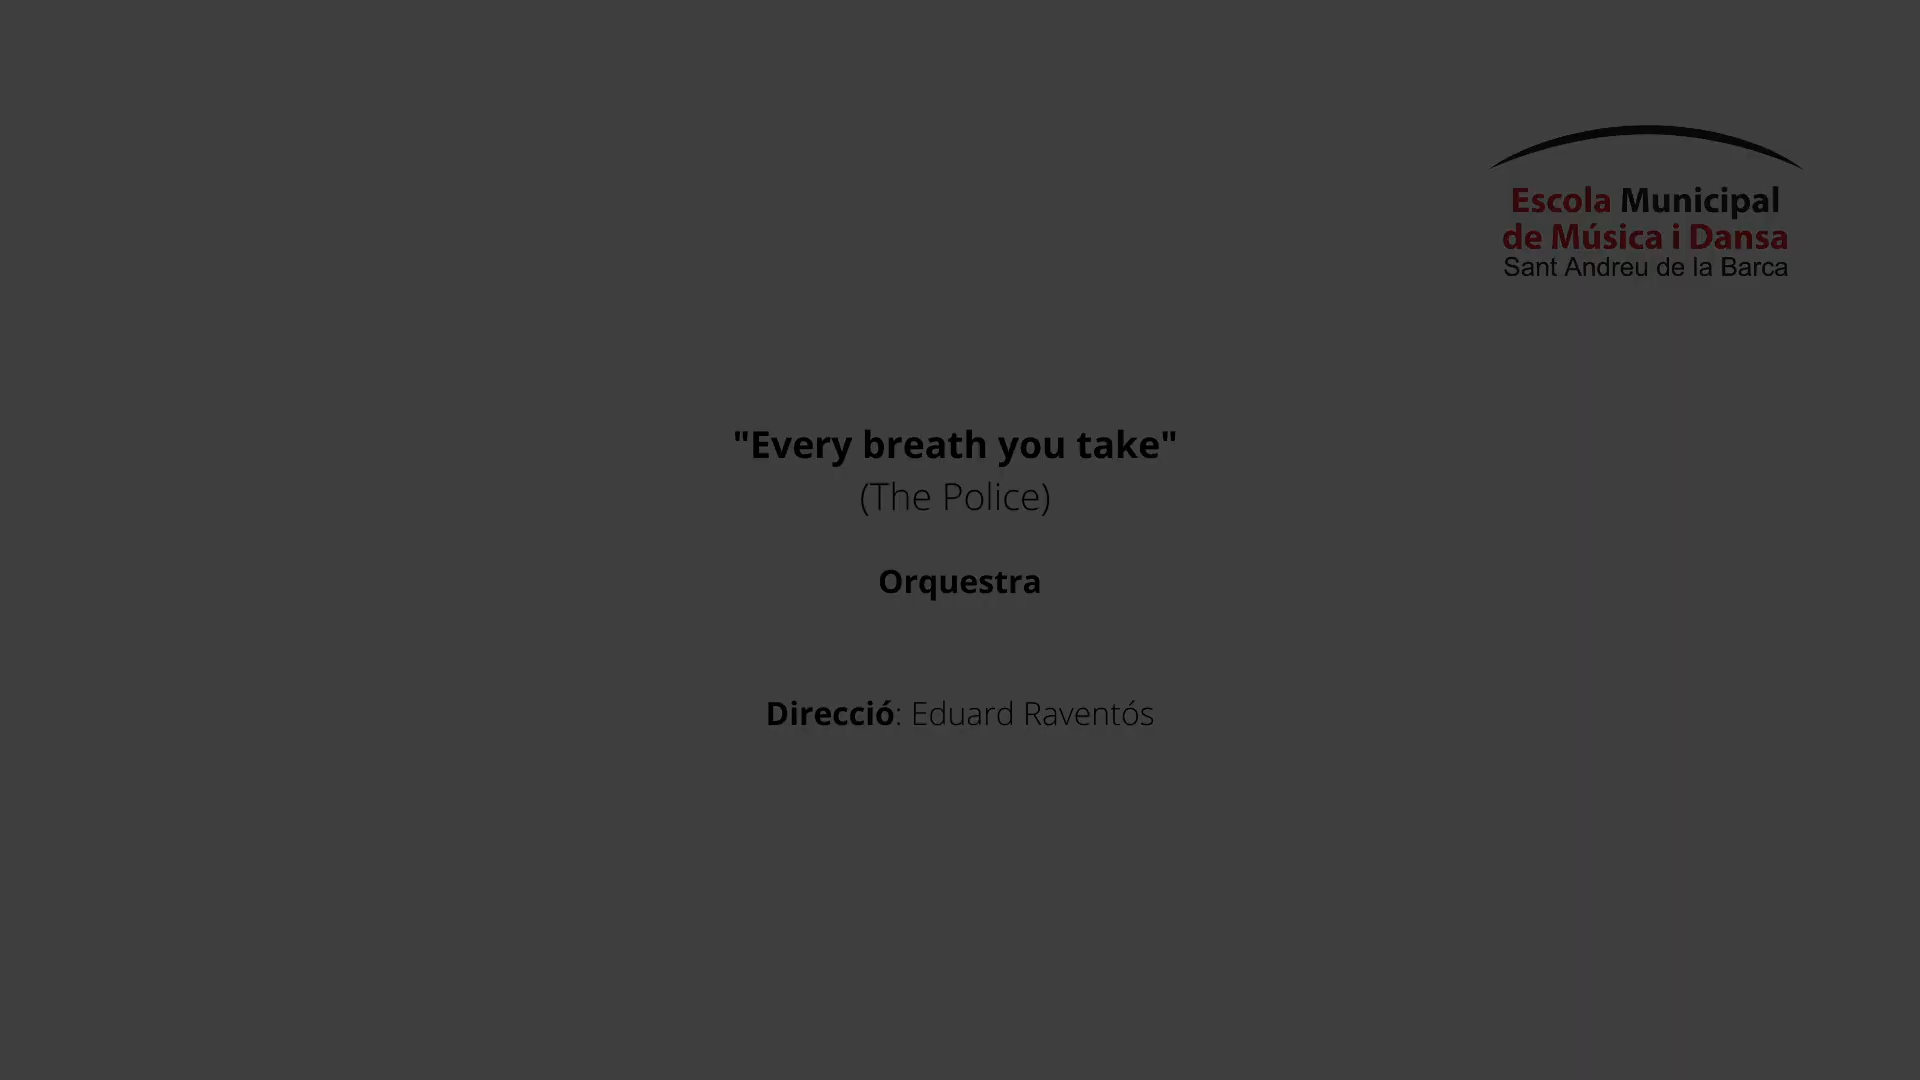 Escola Municipal
de Música i Dansa
Sant Andreu de la Barca
"Every breath you take"
(The Police)
Orquestra
Direcció: Eduard Raventós